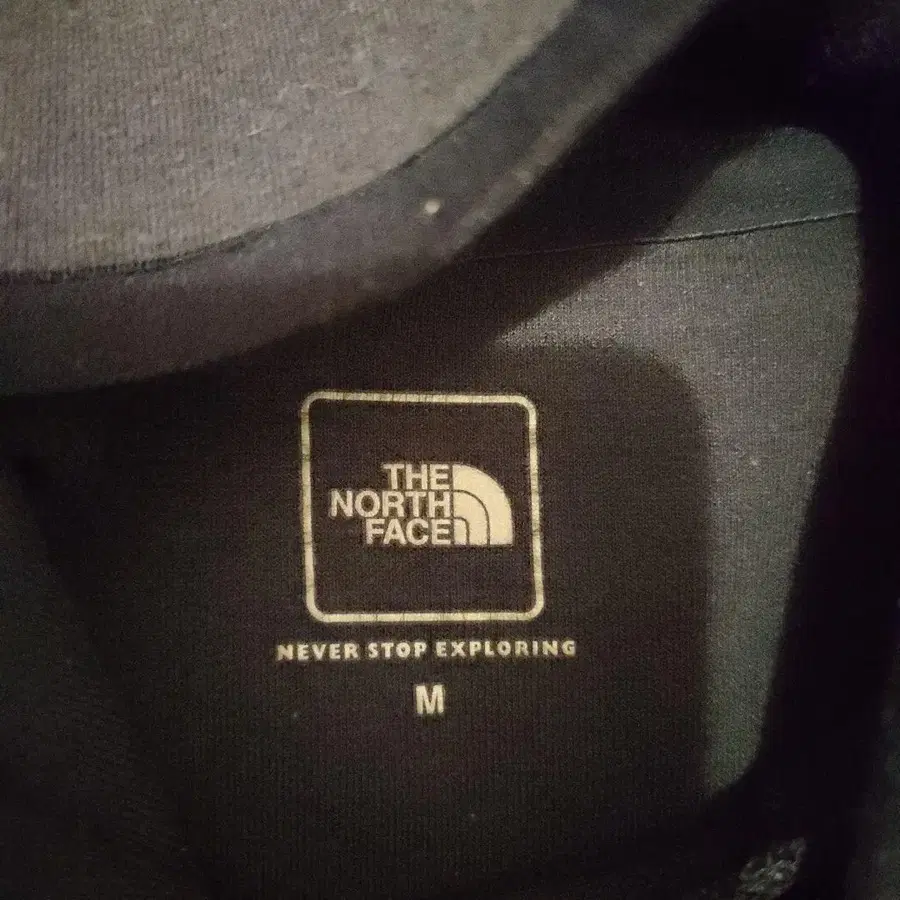 THE
NORTH
FACE
NEVER STOP EXPLORING
M